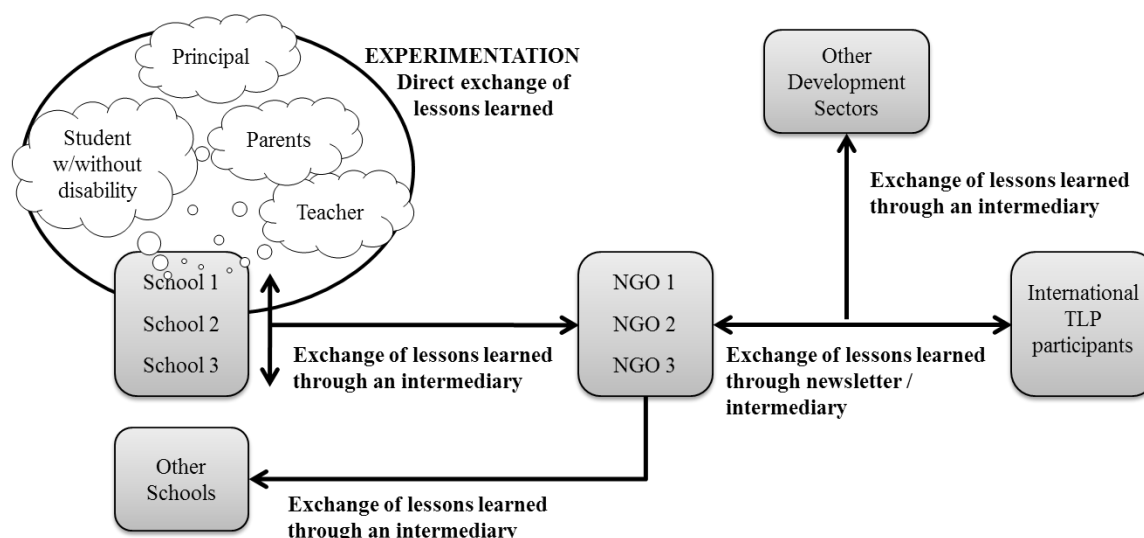 Principal
EXPERIMENTATION
Direct exchange of
lessons learned
Student
w/without
disability
Parents
Teacher
Other
Development
Sectors
Exchange of lessons learned
through an intermediary
School 1
School 2
School 3
Exchange of lessons learned
through an intermediary
NGO 1
NGO 2
NGO 3
Exchange of lessons learned
through newsletter /
intermediary
International
TLP
participants
Other
Schools
Exchange of lessons learned
through an intermediary